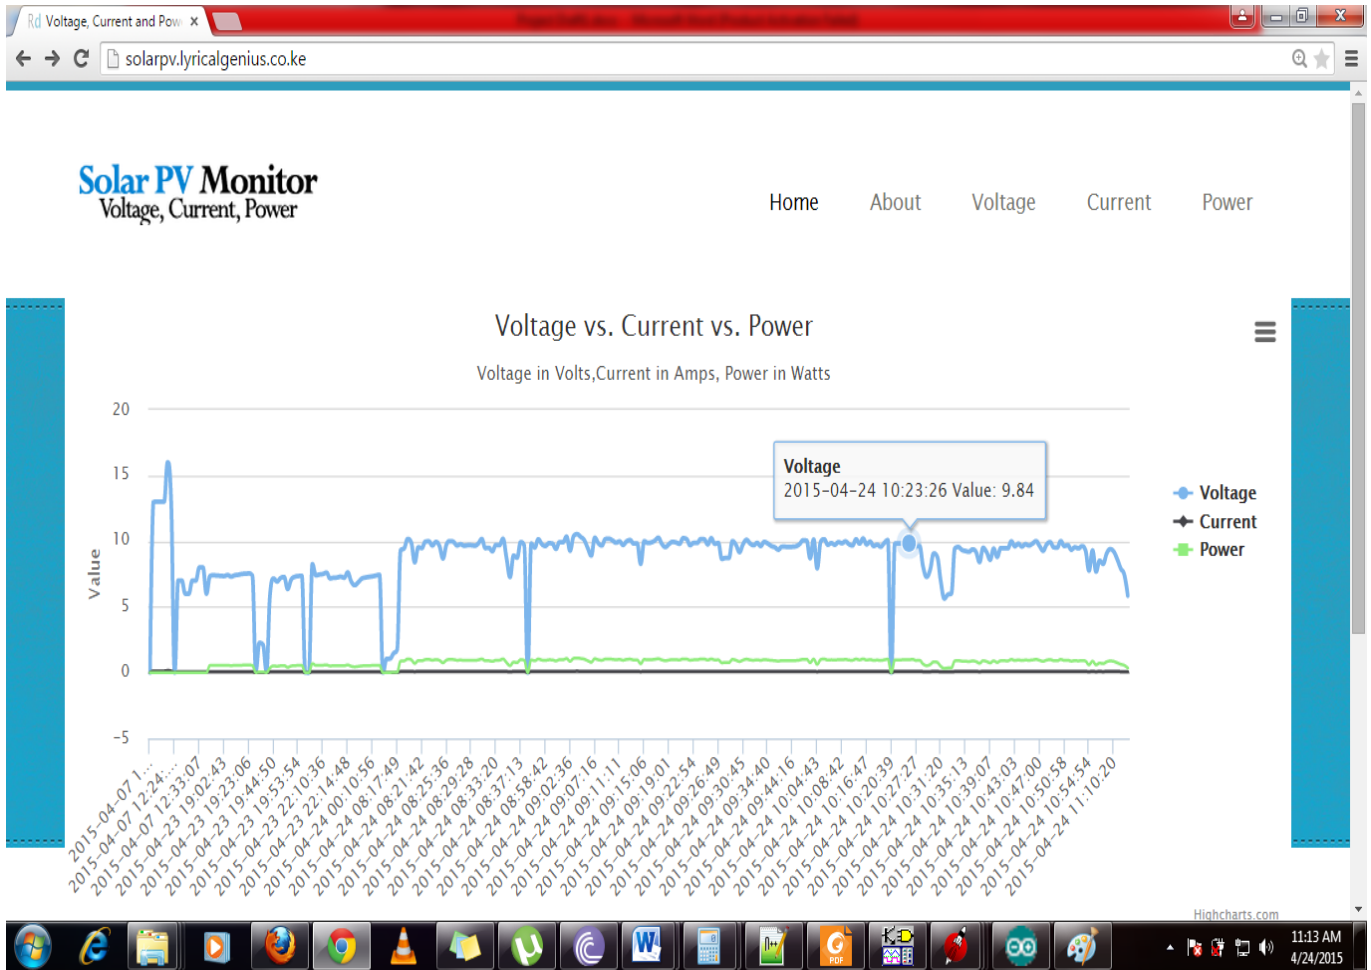 Rd Voltage, Current and Pow
solarpv.lyricalgenius.co.ke
Solar PV Monitor
Voltage, Current, Power
Home About Voltage Current Power
Voltage vs. Current vs. Power
Voltage in Volts,Current in Amps, Power in Watts
20
15
10
5
0
-5
Value
Voltage
2015-04-24 10:23:26 Value: 9.84
Voltage
Current
Power
2015-04-07 1...
2015-04-07 12:24:...
2015-04-07 12:33:07
2015-04-23 19:02:43
2015-04-23 19:23:06
2015-04-23 19:44:50
2015-04-23 19:53:54
2015-04-23 22:10:36
2015-04-23 22:14:48
2015-04-24 00:10:56
2015-04-24 08:17:49
2015-04-24 08:21:42
2015-04-24 08:25:36
2015-04-24 08:29:28
2015-04-24 08:33:20
2015-04-24 08:37:13
2015-04-24 08:58:42
2015-04-24 09:02:36
2015-04-24 09:07:16
2015-04-24 09:11:11
2015-04-24 09:15:06
2015-04-24 09:19:01
2015-04-24 09:22:54
2015-04-24 09:26:49
2015-04-24 09:30:45
2015-04-24 09:34:40
2015-04-24 09:44:16
2015-04-24 10:04:43
2015-04-24 10:08:42
2015-04-24 10:16:47
2015-04-24 10:20:39
2015-04-24 10:27:27
2015-04-24 10:31:20
2015-04-24 10:35:13
2015-04-24 10:39:07
2015-04-24 10:43:03
2015-04-24 10:47:00
2015-04-24 10:50:58
2015-04-24 10:54:54
2015-04-24 11:10:20
Highcharts.com
PDF
11:13 AM
4/24/2015